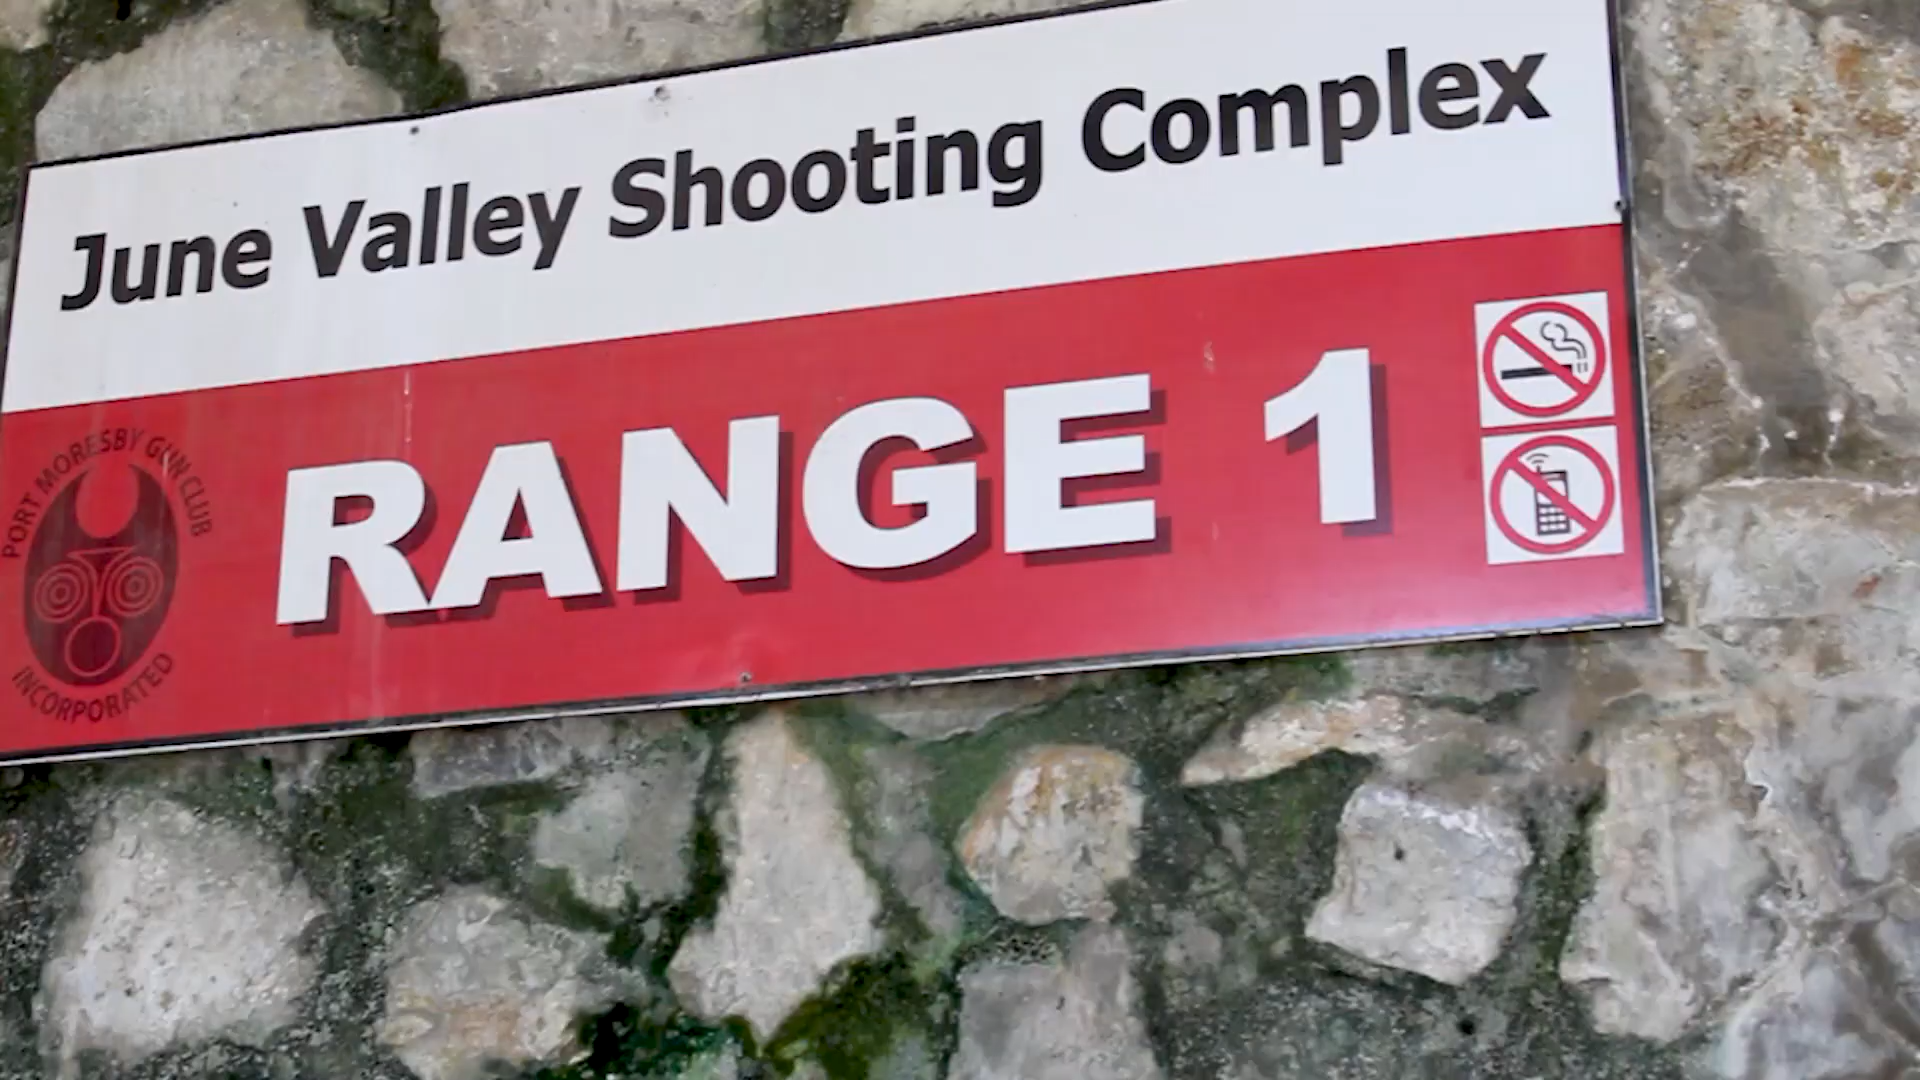 June Valley Shooting Complex
RANGE 1
PORT MORESBY GUN CLUB
INCORPORATED